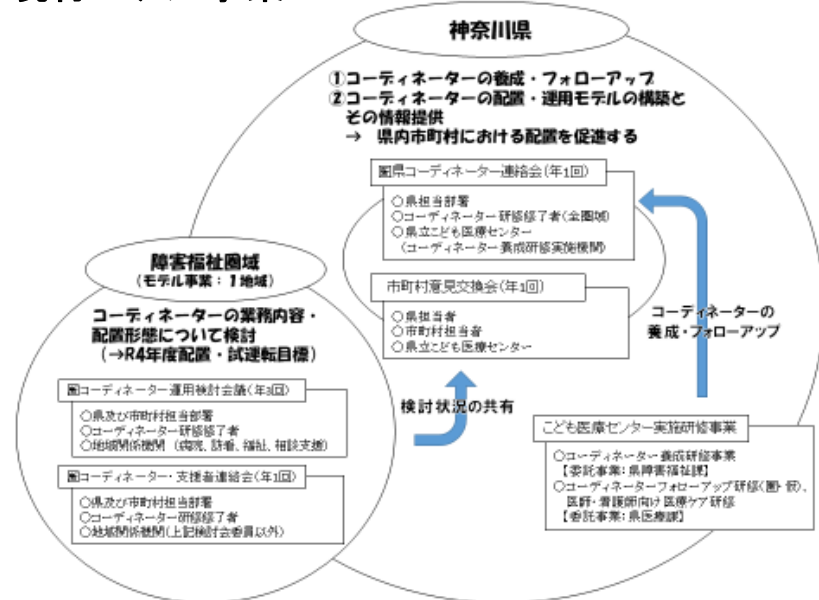 神奈川県
①コーディネーターの養成・フォローアップ
②コーディネーターの配置・運用モデルの構築と
その情報提供
→ 県内市町村における配置を促進する
県コーディネーター連絡会(年1回)
○県担当部署
○コーディネーター研修修了者(全圏域)
○県立こども医療センター
(コーディネーター養成研修実施機関)
市町村意見交換会(年1回)
○県担当者
○市町村担当者
○県立こども医療センター
障害福祉圏域
(モデル事業:1地域)
コーディネーターの業務内容・
配置形態について検討
(→R4年度配置・試運転目標)
コーディネーター運用検討会議(年3回)
○県及び市町村担当部署
○コーディネーター研修修了者
○地域関係機関 (病院、訪看、福祉、相談支援)
コーディネーター・支援者連絡会(年1回)
○県及び市町村担当部署
○コーディネーター研修修了者
○地域関係機関(上記検討会委員以外)
検討状況の共有
コーディネーターの
養成・フォローアップ
こども医療センター実施研修事業
○コーディネーター養成研修事業
【委託事業:県障害福祉課】
○コーディネーターフォローアップ研修
医師・看護師向け医療ケア研修
【委託事業:県医療課】